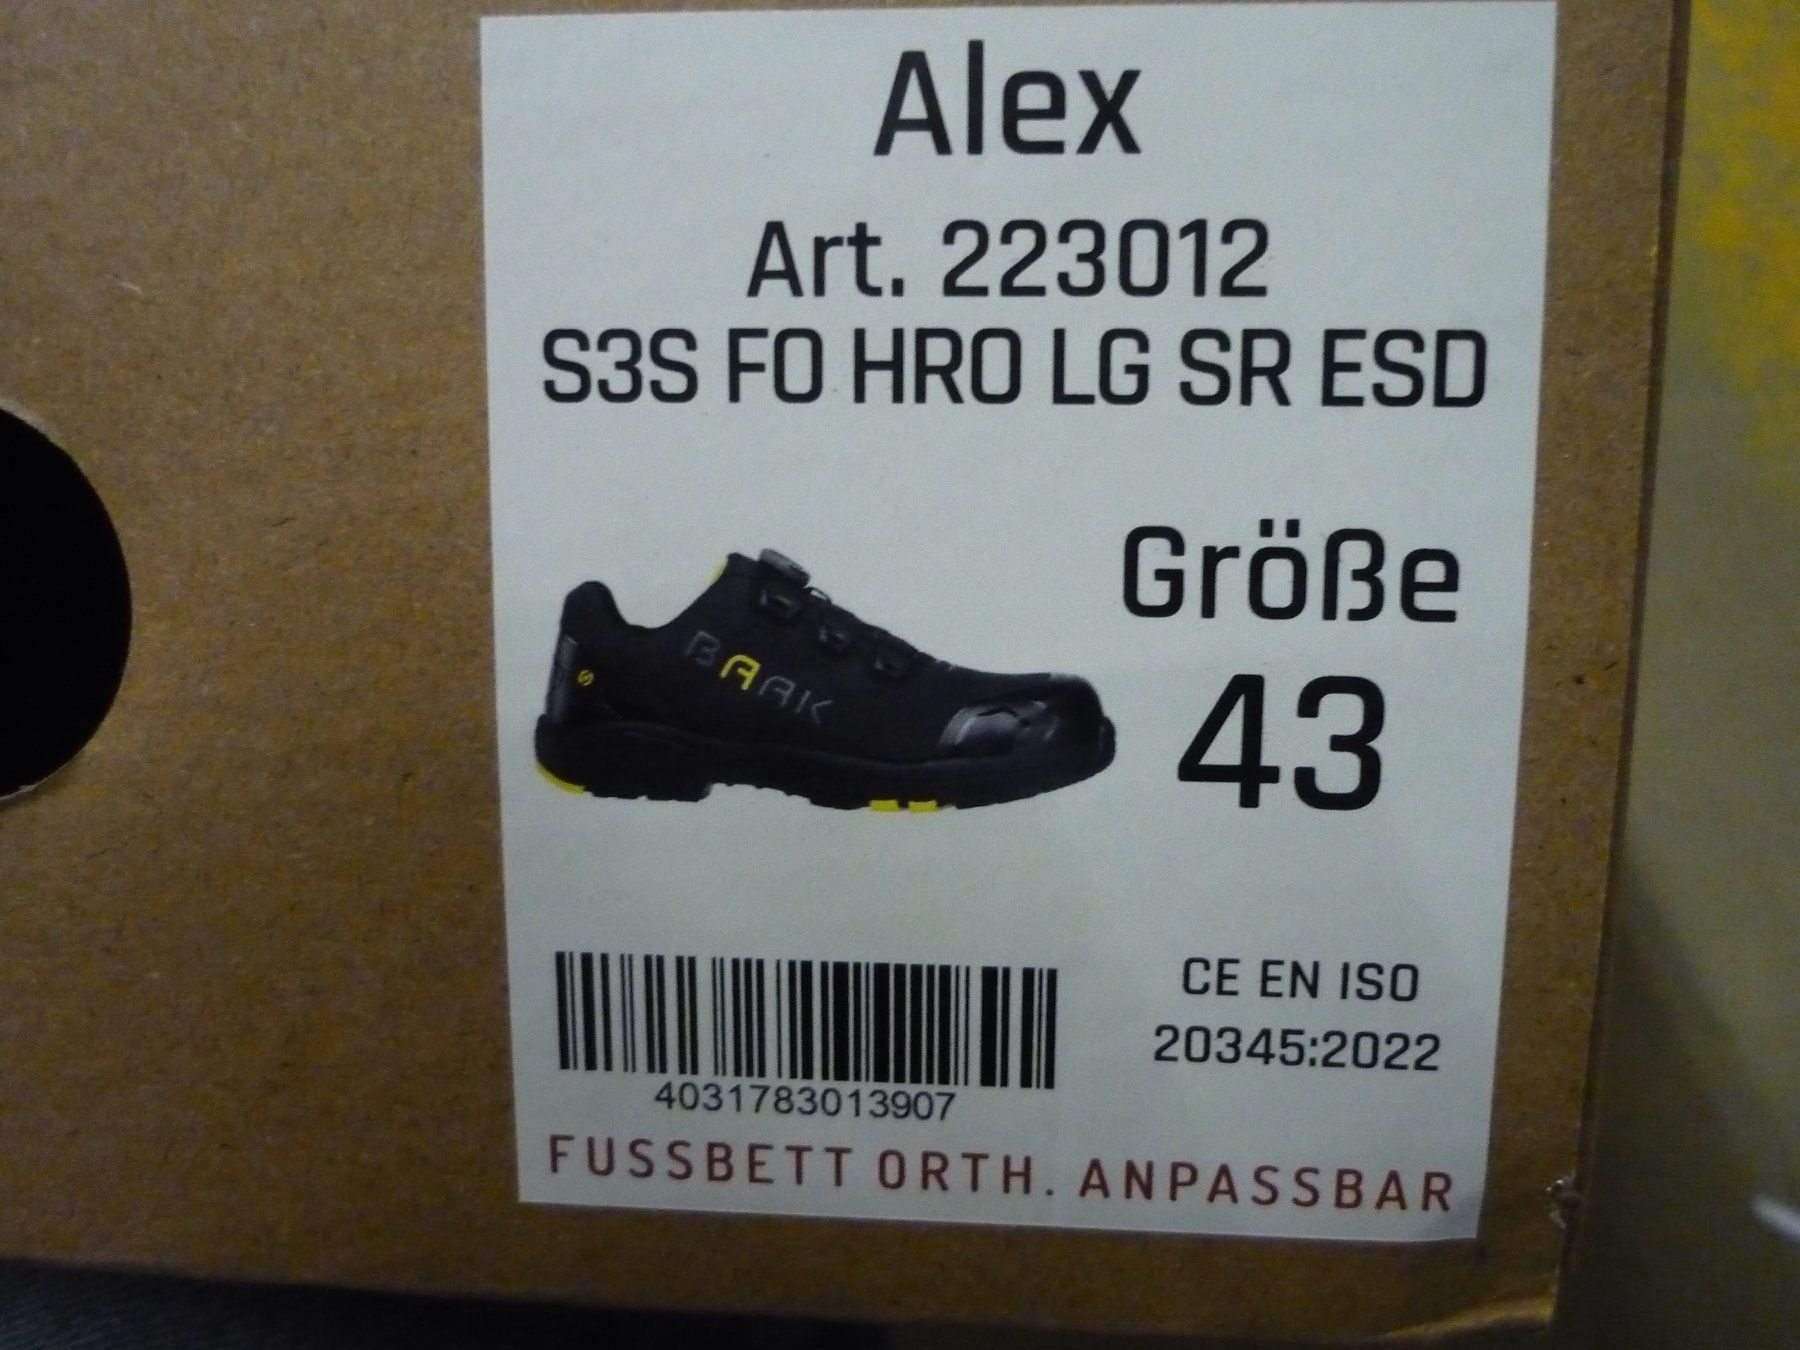 Alex
Art. 223012
S3S FO HRO LG SR ESD
Größe
43
BAAK
CE EN ISO
20345:2022
4031783013907
FUSSBETT ORTH. ANPASSBAR